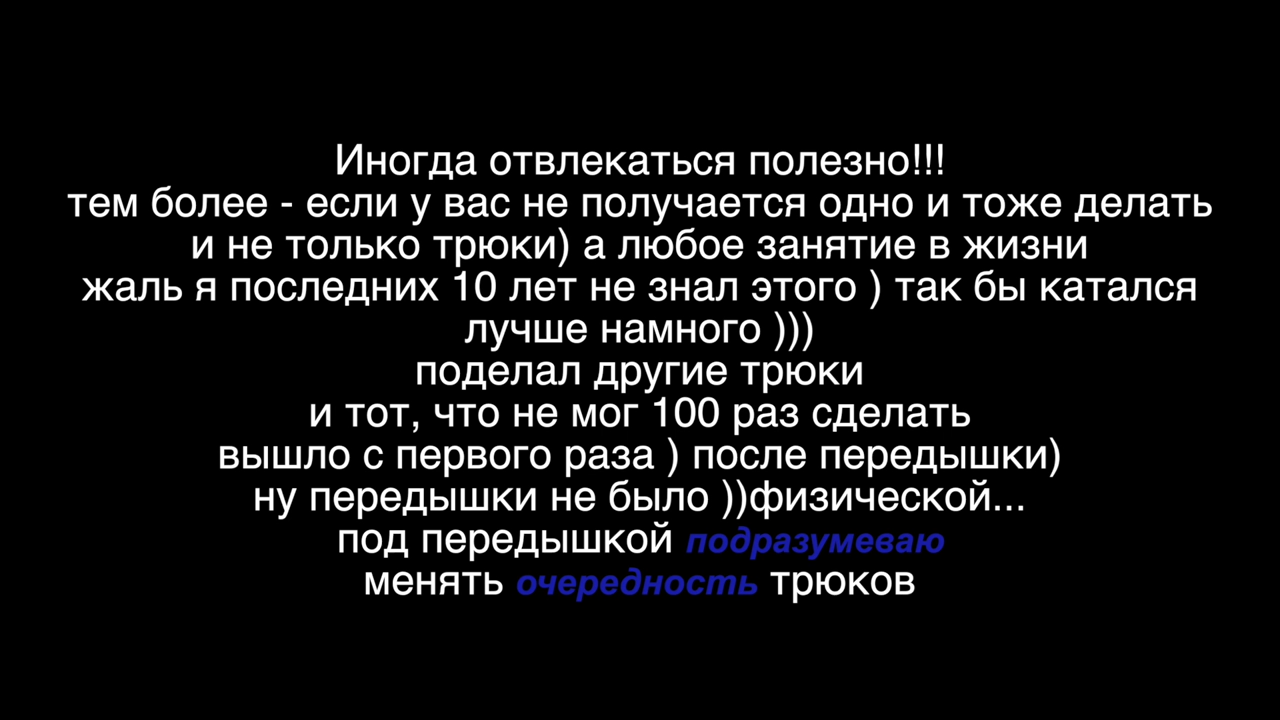 Иногда отвлекаться полезно!!!
тем более - если у вас не получается одно и тоже делать
и не только трюки) а любое занятие в жизни
жаль я последних 10 лет не знал этого ) так бы катался
лучше намного )))
поделал другие трюки
и тот, что не мог 100 раз сделать
вышло с первого раза ) после передышки)
ну передышки не было ))физической...
под передышкой подразумеваю
менять очередность трюков